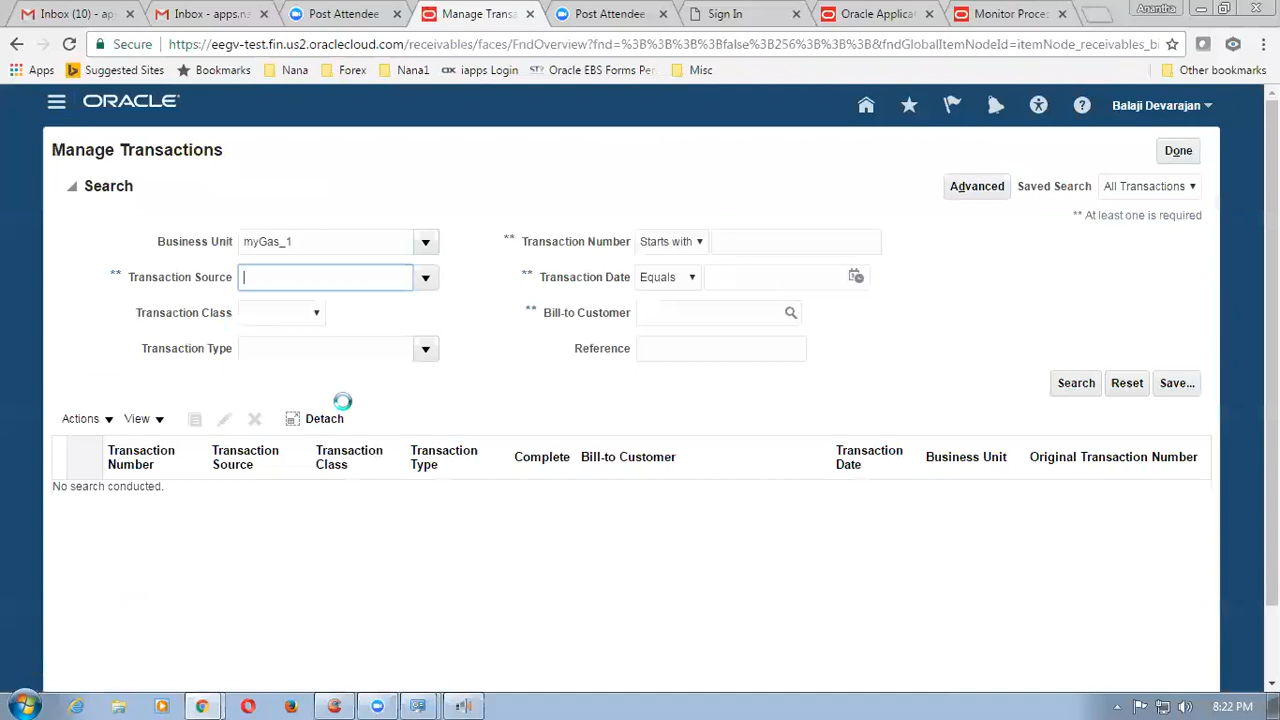 Inbox (10) - ap
Inbox - apps.na
Post Attendee
Manage Transa
Post Attendee
Sign In
Oracle Applica
Monitor Proce
Anantha
Secure
https://eegv-test.fin.us2.oraclecloud.com/receivables/faces/FndOverview?fnd=%3B%3B%3Bfalse%3B256%3B%3B%3B&fndGlobalItemNodeId=itemNode_receivables_bi
Apps
Suggested Sites
Bookmarks
Nana
Forex
Nana1
iapps Login
Oracle EBS Forms Per
Misc
Other bookmarks
ORACLE
Balaji Devarajan
Manage Transactions
Done
Search
Advanced
Saved Search
All Transactions
** At least one is required
Business Unit
myGas_1
** Transaction Number
Starts with
** Transaction Source
** Transaction Date
Equals
Transaction Class
** Bill-to Customer
Transaction Type
Reference
Search
Reset
Save...
Actions
View
Detach
Transaction Number
Transaction Source
Transaction Class
Transaction Type
Complete
Bill-to Customer
Transaction Date
Business Unit
Original Transaction Number
No search conducted.
8:22 PM